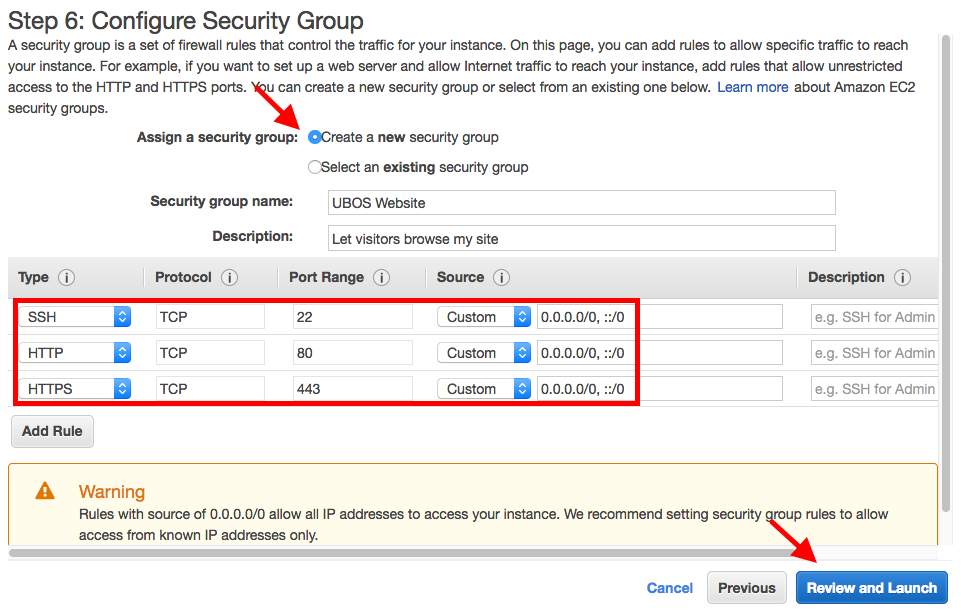 Step 6: Configure Security Group
A security group is a set of firewall rules that control the traffic for your instance. On this page, you can add rules to allow specific traffic to reach
your instance. For example, if you want to set up a web server and allow Internet traffic to reach your instance, add rules that allow unrestricted
access to the HTTP and HTTPS ports. You can create a new security group or select from an existing one below. Learn more about Amazon EC2
security groups.
Assign a security group: Create a new security group
Select an existing security group
Security group name: UBOS Website
Description: Let visitors browse my site
Type i Protocol i Port Range i Source i Description i
SSH TCP 22 Custom 0.0.0.0/0, ::/0 e.g. SSH for Admin
HTTP TCP 80 Custom 0.0.0.0/0, ::/0 e.g. SSH for Admin
HTTPS TCP 443 Custom 0.0.0.0/0, ::/0 e.g. SSH for Admin
Add Rule
Warning
Rules with source of 0.0.0.0/0 allow all IP addresses to access your instance. We recommend setting security group rules to allow
access from known IP addresses only.
Cancel Previous Review and Launch